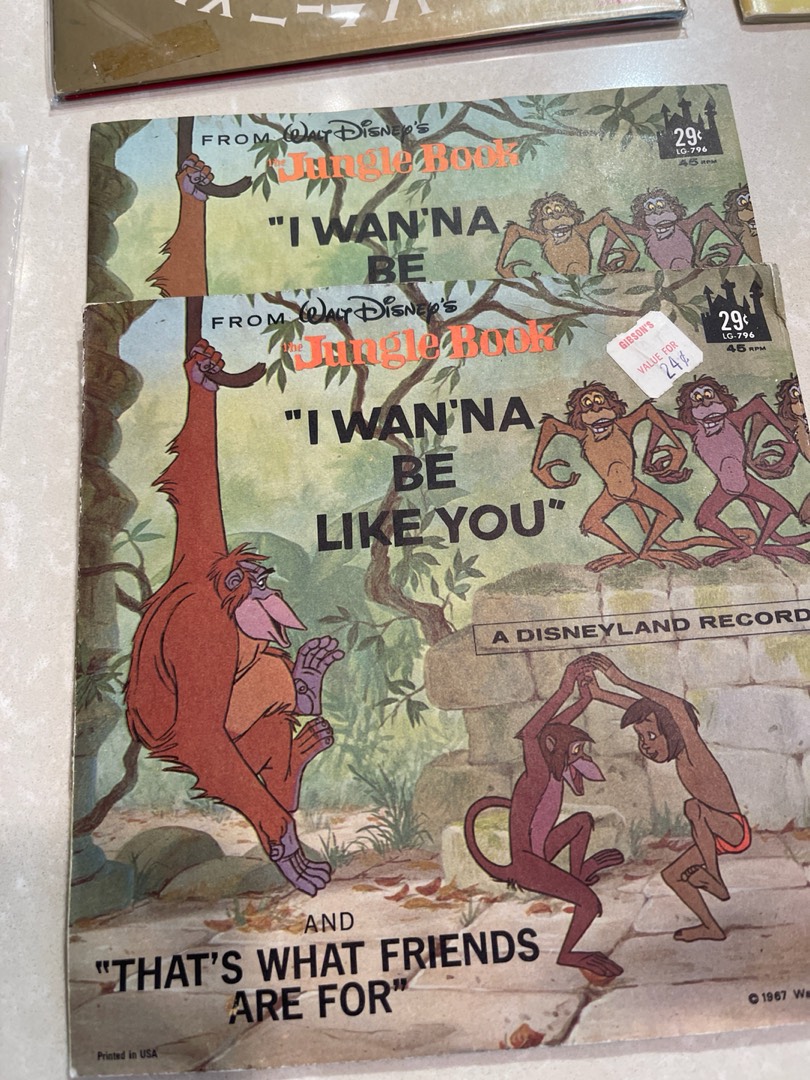 FROM Walt Disney's
the Jungle Book
29¢
LG-796
45 RPM
"I WAN'NA
BE
FROM Walt Disney's
the Jungle Book
29¢
LG-796
45 RPM
GIBSON'S
VALUE FOR
24¢
"I WAN'NA
BE
LIKE YOU"
A DISNEYLAND RECORD
AND
"THAT'S WHAT FRIENDS
ARE FOR"
© 1967
Printed in USA